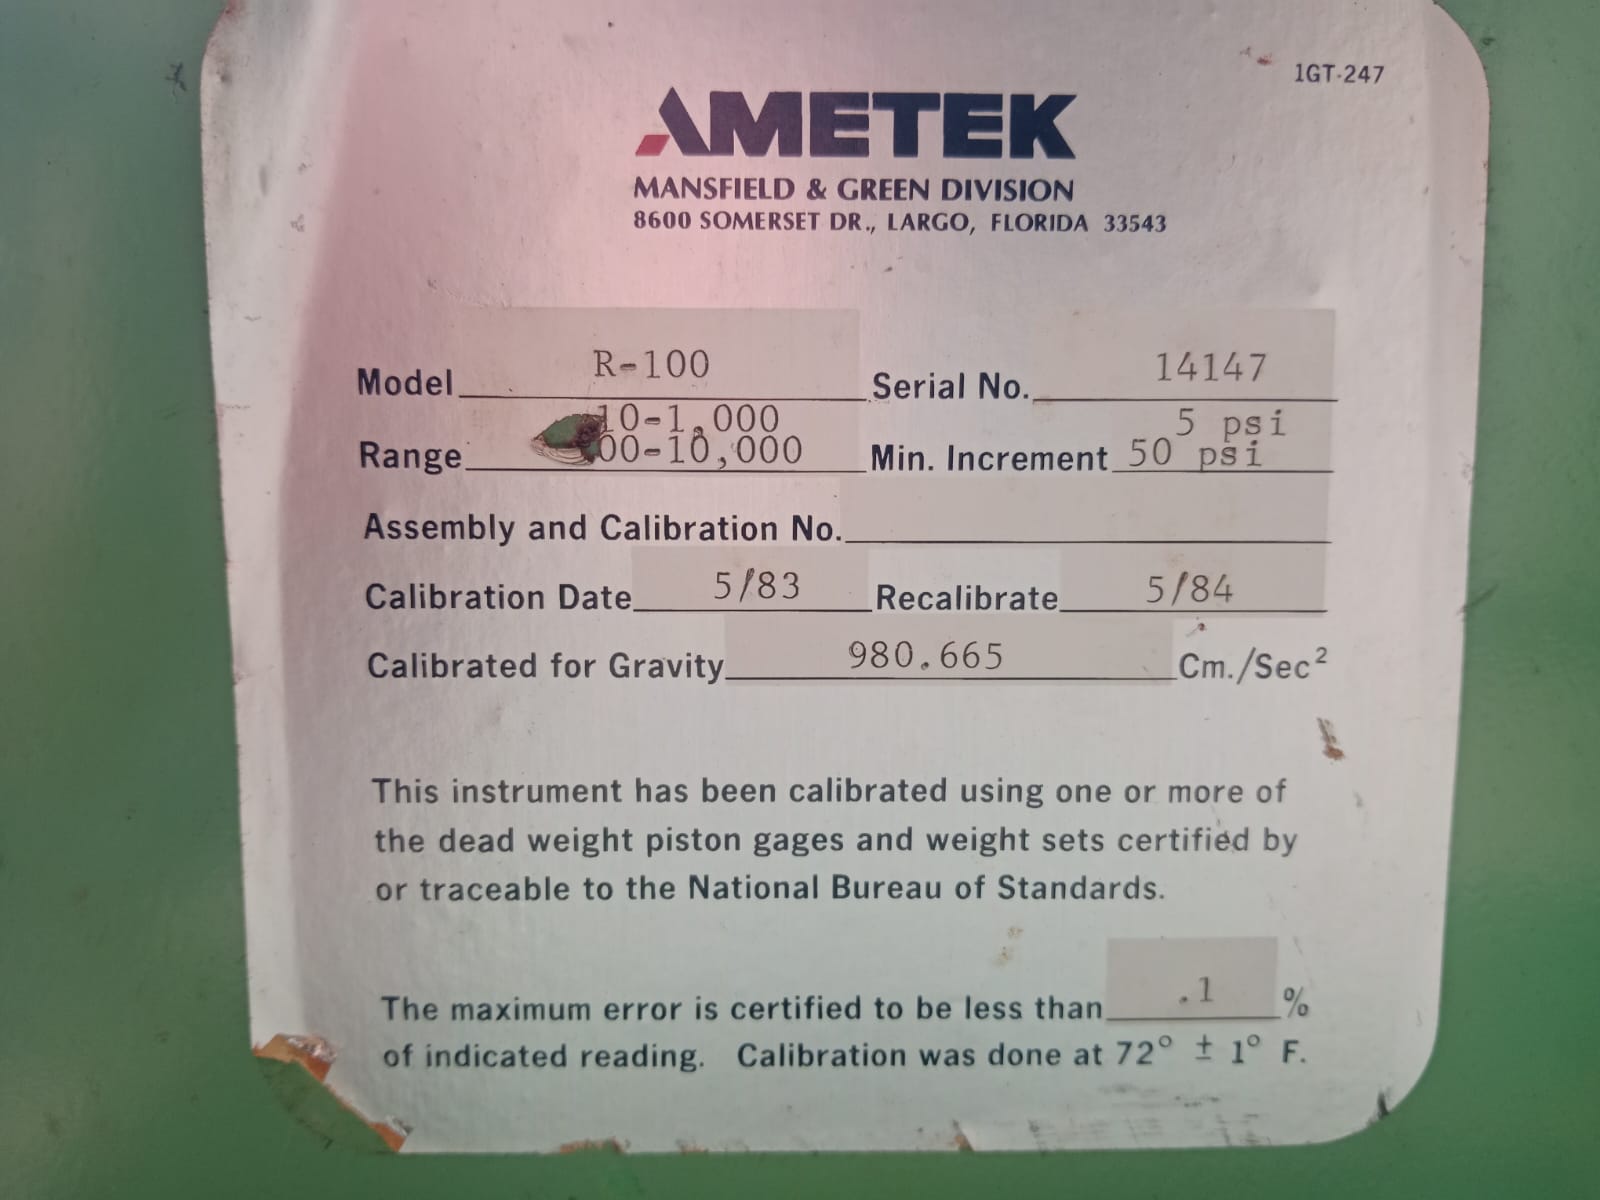 1GT-247
AMETEK
MANSFIELD & GREEN DIVISION
8600 SOMERSET DR., LARGO, FLORIDA 33543
Model R-100 Serial No. 14147
10-1,000 5 psi
Range 00-10,000 Min. Increment 50 psi
Assembly and Calibration No.
Calibration Date 5/83 Recalibrate 5/84
Calibrated for Gravity 980.665 Cm./Sec²
This instrument has been calibrated using one or more of
the dead weight piston gages and weight sets certified by
or traceable to the National Bureau of Standards.
The maximum error is certified to be less than .1 %
of indicated reading. Calibration was done at 72° ± 1° F.